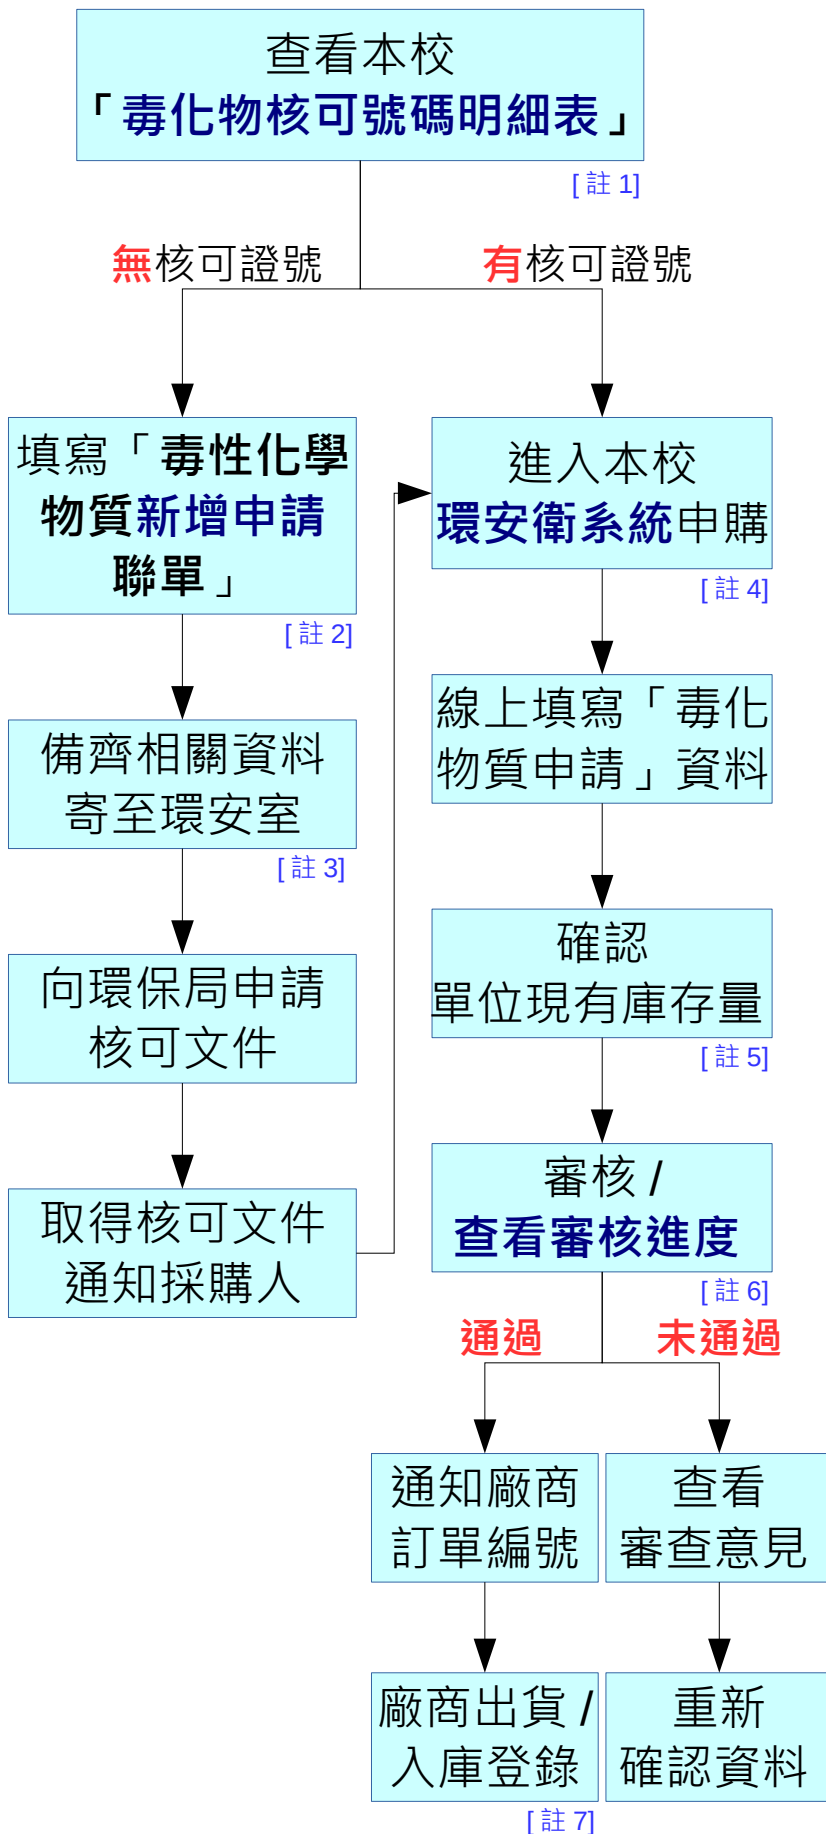 查看本校
「毒化物核可號碼明細表」
[註1]
無核可證號
有核可證號
填寫「毒性化學
物質新增申請
聯單」
[註2]
備齊相關資料
寄至環安室
[註3]
向環保局申請
核可文件
取得核可文件
通知採購人
進入本校
環安衛系統申購
[註4]
線上填寫「毒化
物質申請」資料
確認
單位現有庫存量
[註5]
審核/
查看審核進度
[註6]
通過
未通過
通知廠商
訂單編號
廠商出貨/
入庫登錄
[註7]
查看
審查意見
重新
確認資料